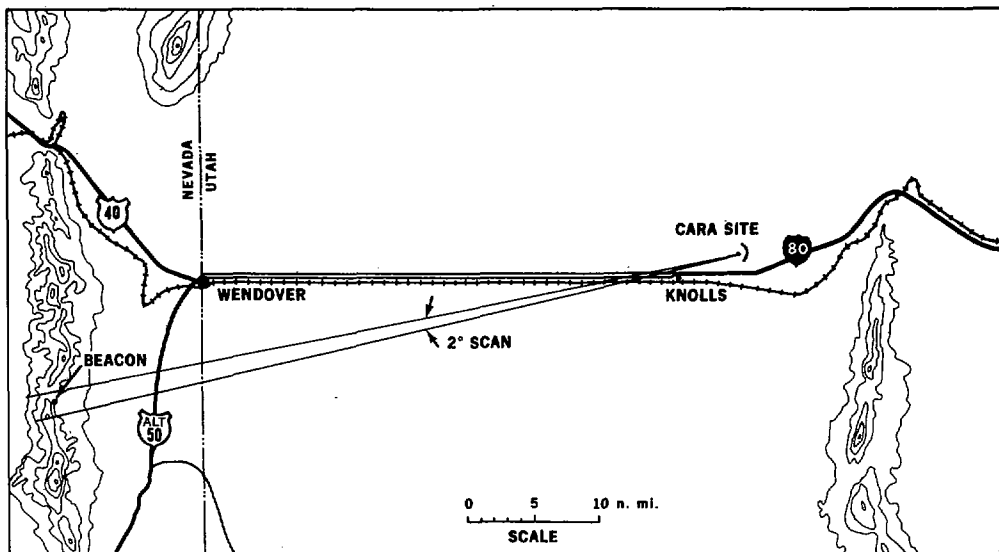 NEVADA
UTAH
40
CARA SITE
80
WENDOVER
KNOLLS
2° SCAN
BEACON
ALT
50
0 5 10 n. mi.
SCALE